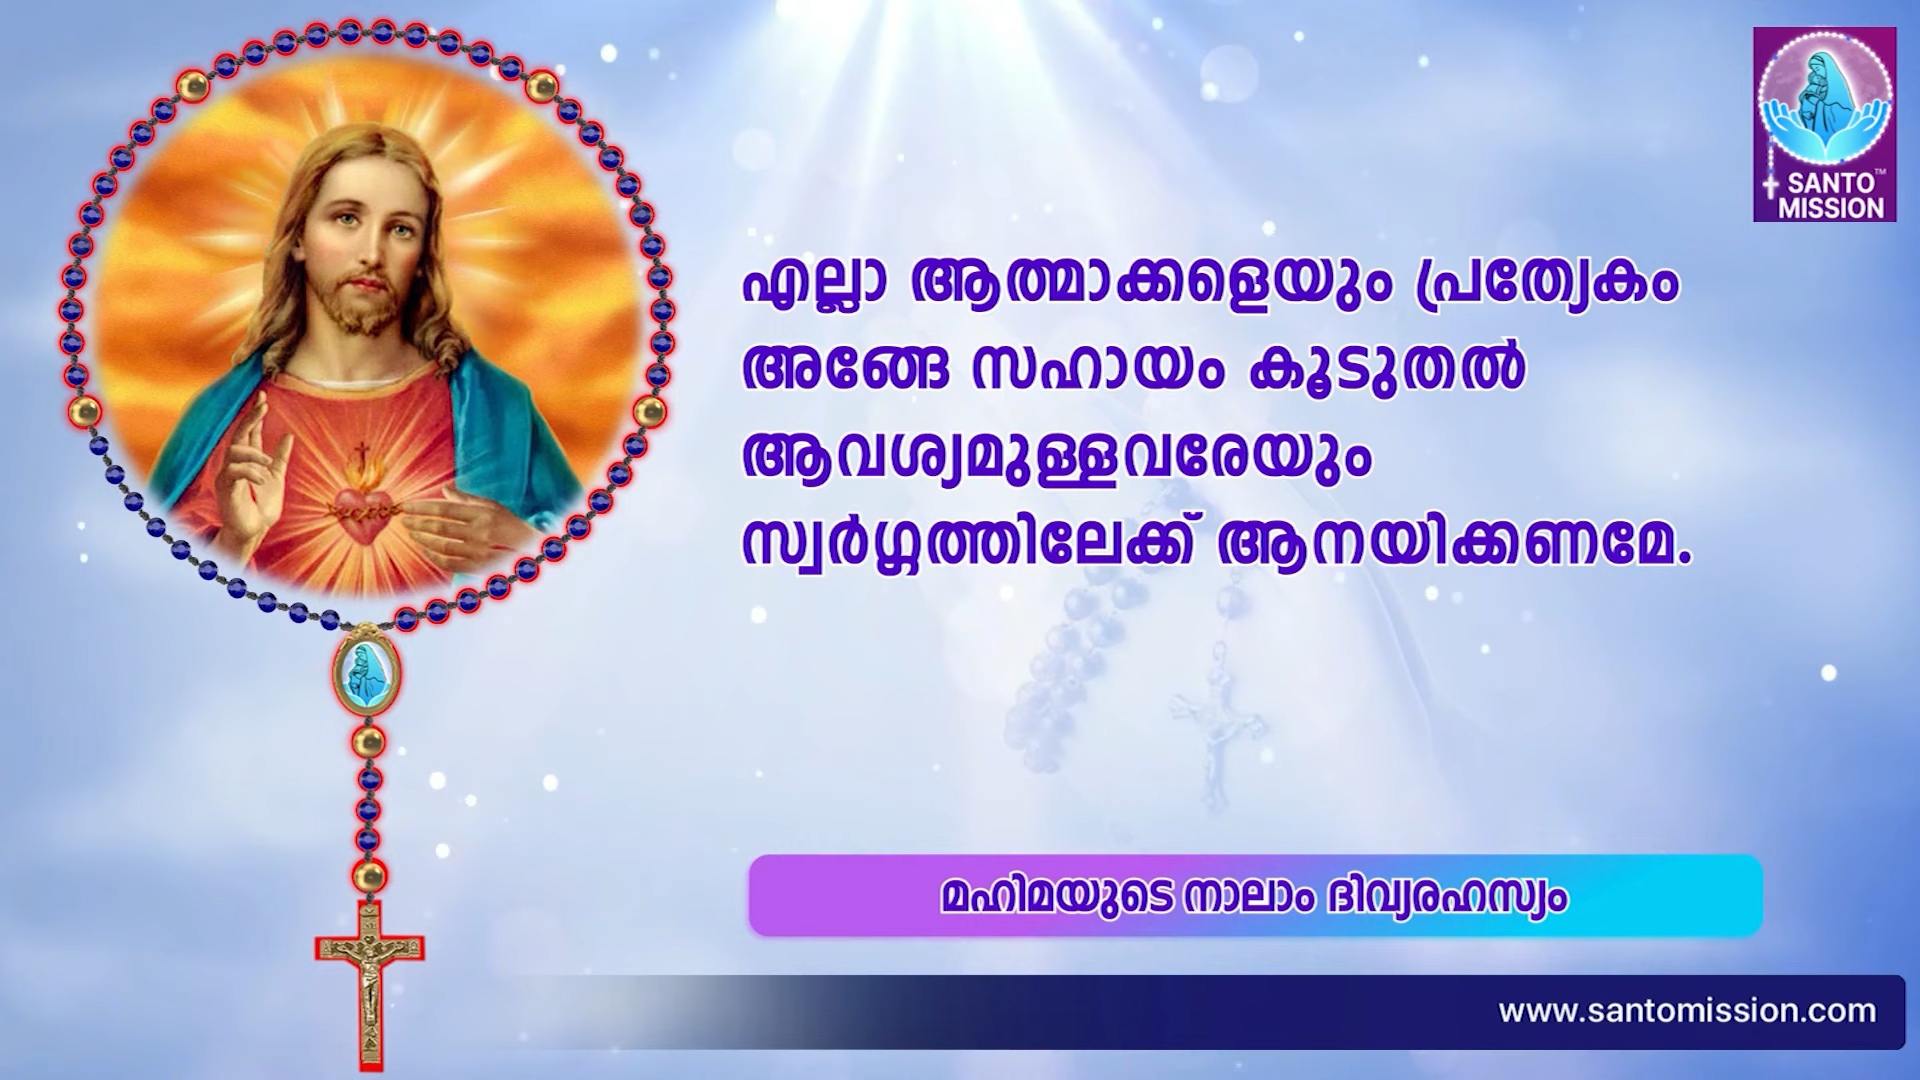 SANTO™
MISSION
എല്ലാ ആത്മാക്കളെയും പ്രത്യേകം
അങ്ങേ സഹായം കൂടുതൽ
ആവശ്യമുള്ളവരേയും
സ്വർഗ്ഗത്തിലേക്ക് ആനയിക്കണമേ.
മഹിമയുടെ നാലാം ദിവ്യരഹസ്യം
www.santomission.com